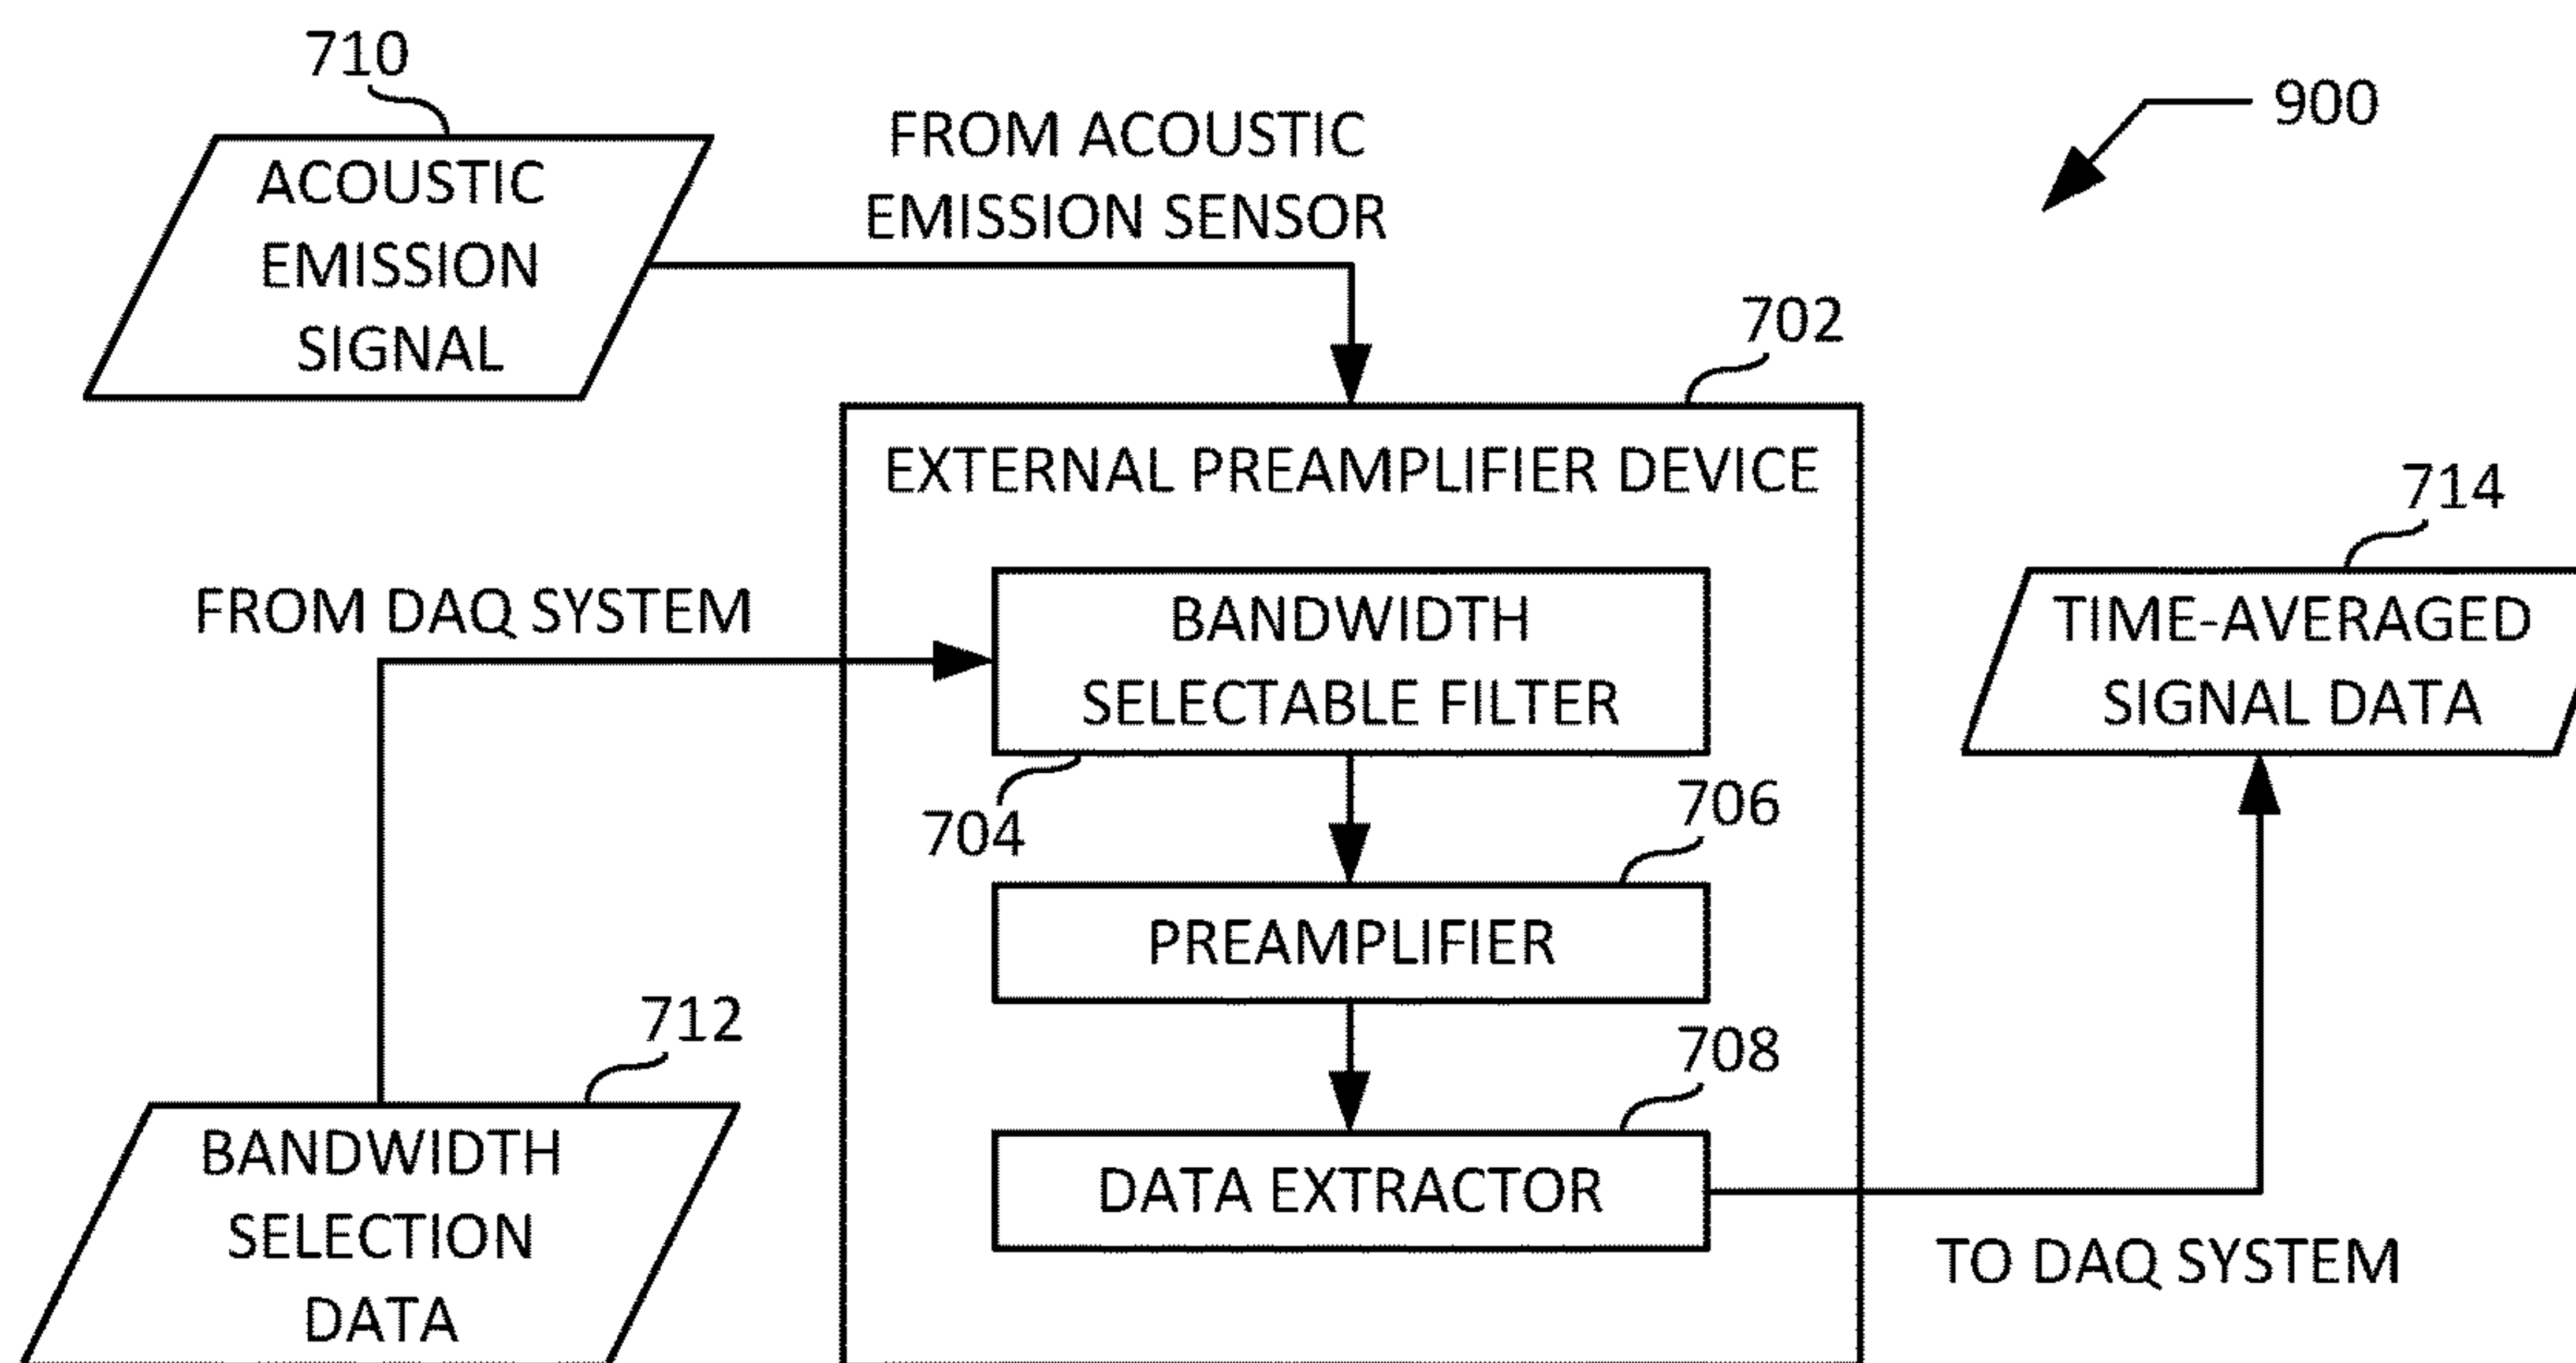 710
ACOUSTIC
EMISSION
SIGNAL
FROM ACOUSTIC
EMISSION SENSOR
900
702
EXTERNAL PREAMPLIFIER DEVICE
714
FROM DAQ SYSTEM
BANDWIDTH
SELECTABLE FILTER
TIME-AVERAGED
SIGNAL DATA
704
706
PREAMPLIFIER
712
708
BANDWIDTH
SELECTION
DATA
DATA EXTRACTOR
TO DAQ SYSTEM